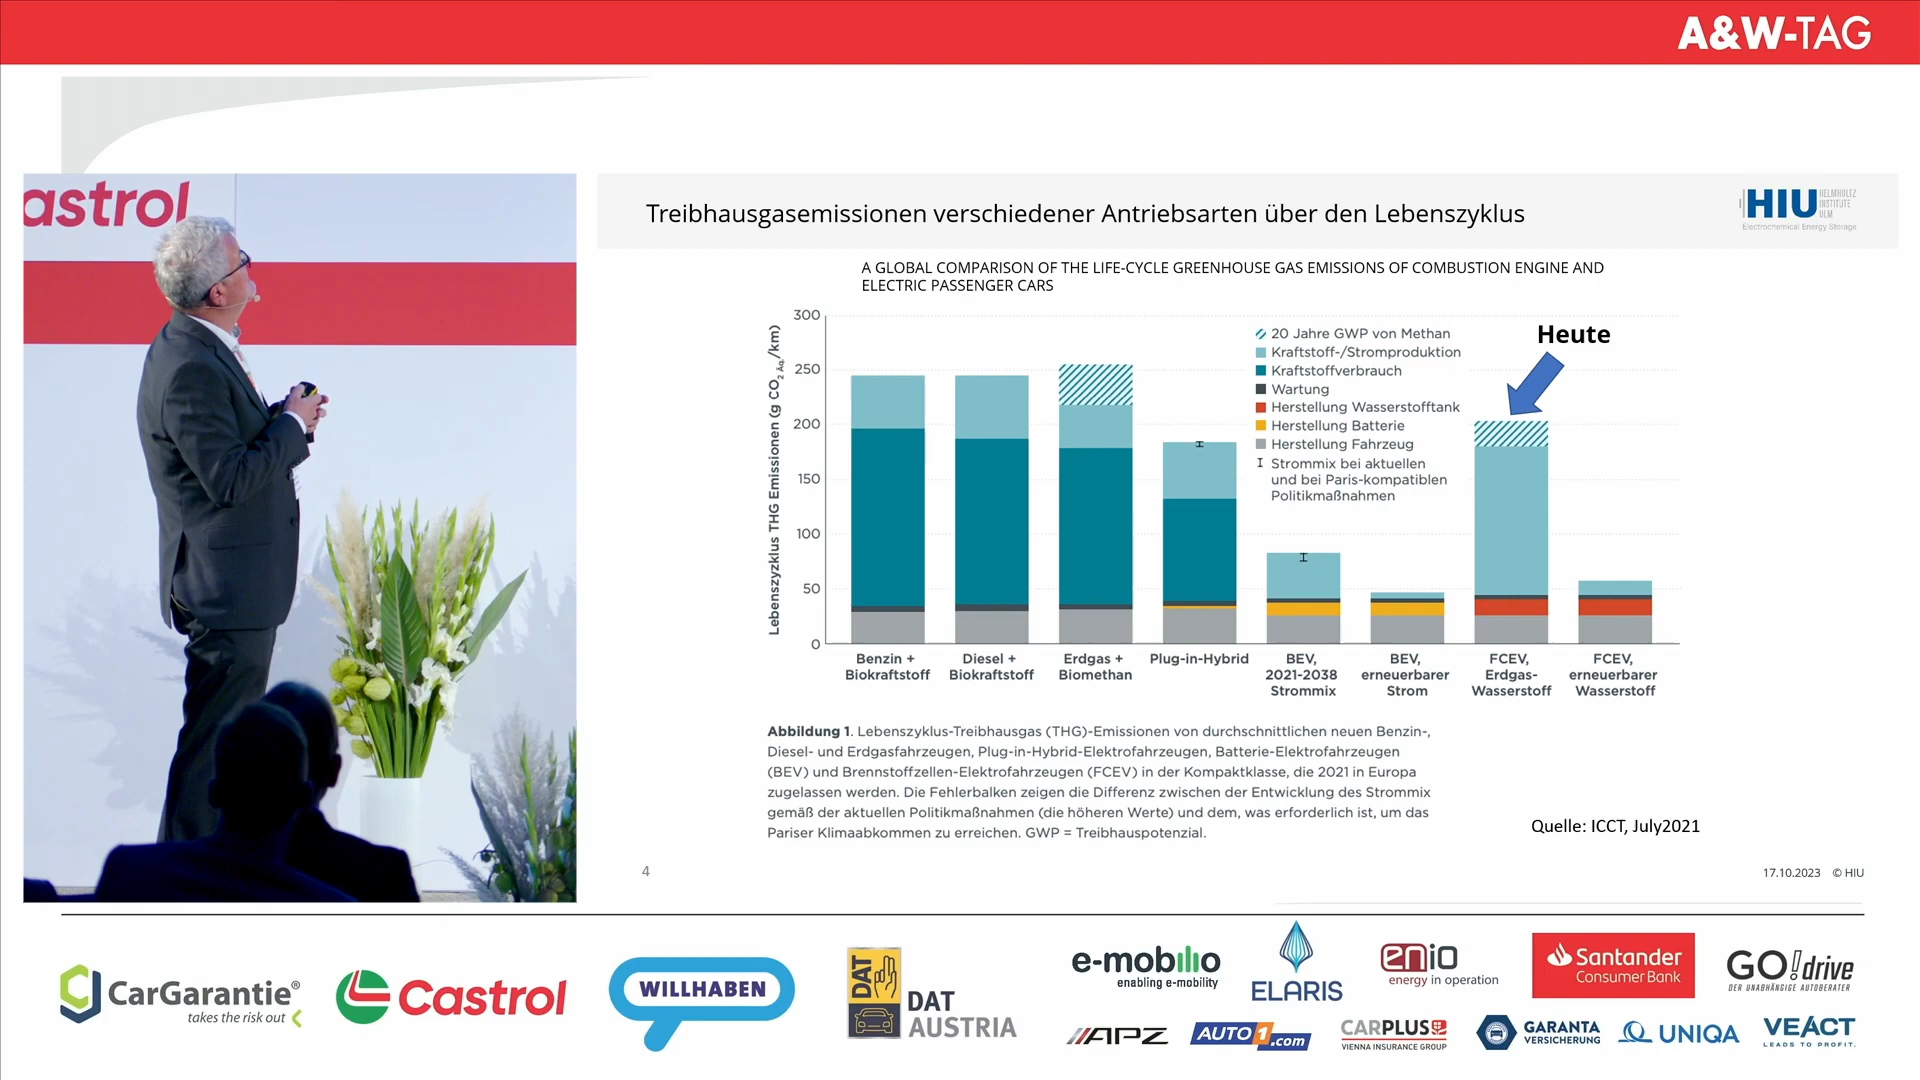 A&W-TAG
astrol
Treibhausgasemissionen verschiedener Antriebsarten über den Lebenszyklus
HIU
HELMHOLTZ
INSTITUTE
ULM
Electrochemical Energy Storage
A GLOBAL COMPARISON OF THE LIFE-CYCLE GREENHOUSE GAS EMISSIONS OF COMBUSTION ENGINE AND
ELECTRIC PASSENGER CARS
Lebenszyzklus THG Emissionen (g CO2 Äq./km)
300
250
200
150
100
50
0
20 Jahre GWP von Methan
Kraftstoff-/Stromproduktion
Kraftstoffverbrauch
Wartung
Herstellung Wasserstofftank
Herstellung Batterie
Herstellung Fahrzeug
Strommix bei aktuellen
und bei Paris-kompatiblen
Politikmaßnahmen
Heute
Benzin +
Biokraftstoff
Diesel +
Biokraftstoff
Erdgas +
Biomethan
Plug-in-Hybrid
BEV,
2021-2038
Strommix
BEV,
erneuerbarer
Strom
FCEV,
Erdgas-
Wasserstoff
FCEV,
erneuerbarer
Wasserstoff
Abbildung 1. Lebenszyklus-Treibhausgas (THG)-Emissionen von durchschnittlichen neuen Benzin-,
Diesel- und Erdgasfahrzeugen, Plug-in-Hybrid-Elektrofahrzeugen, Batterie-Elektrofahrzeugen
(BEV) und Brennstoffzellen-Elektrofahrzeugen (FCEV) in der Kompaktklasse, die 2021 in Europa
zugelassen werden. Die Fehlerbalken zeigen die Differenz zwischen der Entwicklung des Strommix
gemäß der aktuellen Politikmaßnahmen (die höheren Werte) und dem, was erforderlich ist, um das
Pariser Klimaabkommen zu erreichen. GWP = Treibhauspotenzial.
Quelle: ICCT, July2021
4
17.10.2023 © HIU
CarGarantie®
takes the risk out
Castrol
WILLHABEN
DAT
DAT
AUSTRIA
e-mobilio
enabling e-mobility
ELARIS
enio
energy in operation
Santander
Consumer Bank
GO!drive
DER UNABHÄNGIGE AUTOBERATER
APZ
AUTO1.com
CARPLUS
VIENNA INSURANCE GROUP
GARANTA
VERSICHERUNG
UNIQA
VEACT
LEADS TO PROFIT.